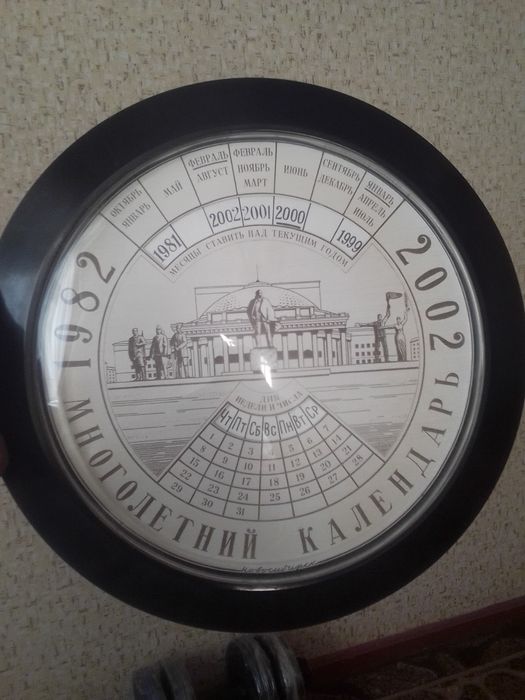 ОКТЯБРЬ ЯНВАРЬ
МАЙ
ФЕВРАЛЬ АВГУСТ
ФЕВРАЛЬ НОЯБРЬ МАРТ
ИЮНЬ
СЕНТЯБРЬ ДЕКАБРЬ
ЯНВАРЬ АПРЕЛЬ ИЮЛЬ
1981 2002 2001 2000 1999
МЕСЯЦЫ СТАВИТЬ НАД ТЕКУЩИМ ГОДОМ
1982
2002
ДНИ
НЕДЕЛИ И ЧИСЛА
Чт Пт Сб Вс Пн Вт Ср
1 2 3 4 5 6 7
8 9 10 11 12 13 14
15 16 17 18 19 20 21
22 23 24 25 26 27 28
29 30 31
МНОГОЛЕТНИЙ КАЛЕНДАРЬ
Новосибирск